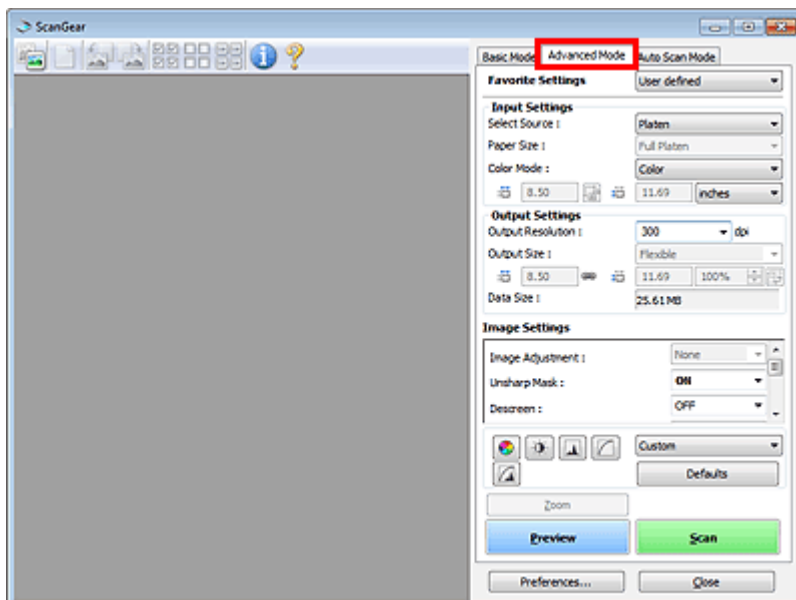 ScanGear
Basic Mode Advanced Mode Auto Scan Mode
Favorite Settings User defined
Input Settings
Select Source : Platen
Paper Size : Full Platen
Color Mode : Color
8.50 11.69 inches
Output Settings
Output Resolution : 300 dpi
Output Size : Flexible
8.50 11.69 100%
Data Size : 25.61 MB
Image Settings
Image Adjustment : None
Unsharp Mask : ON
Descreen : OFF
Custom
Defaults
Zoom
Preview Scan
Preferences... Close